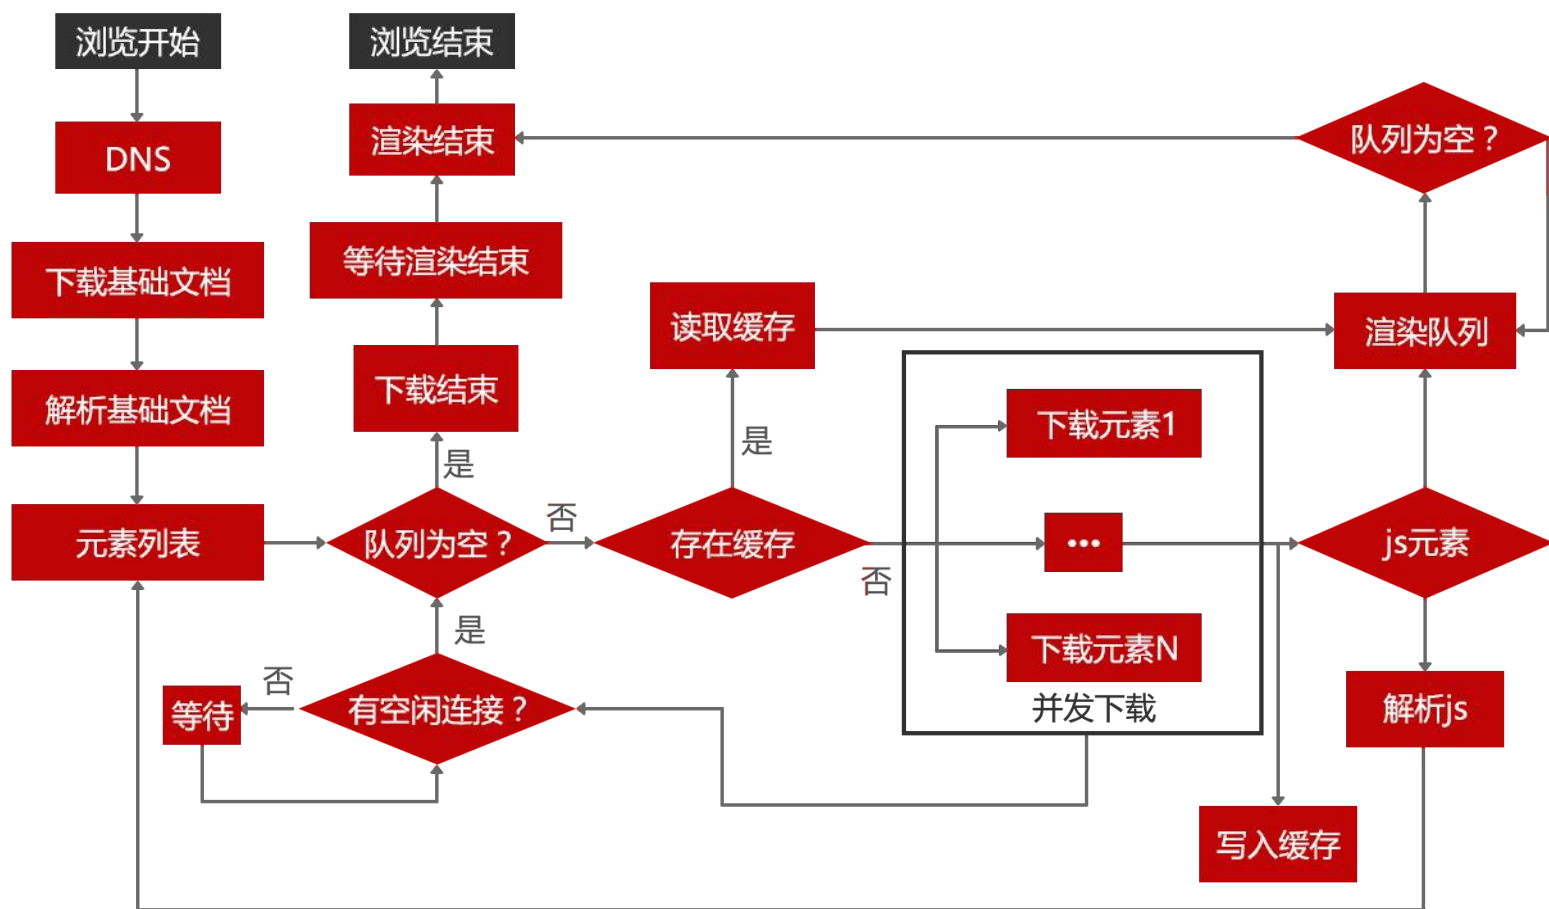 浏览开始
DNS
下载基础文档
解析基础文档
元素列表
浏览结束
渲染结束
等待渲染结束
下载结束
是
队列为空？
否
是
有空闲连接？
否
等待
读取缓存
是
存在缓存
否
下载元素1
...
下载元素N
并发下载
队列为空？
渲染队列
js元素
解析js
写入缓存